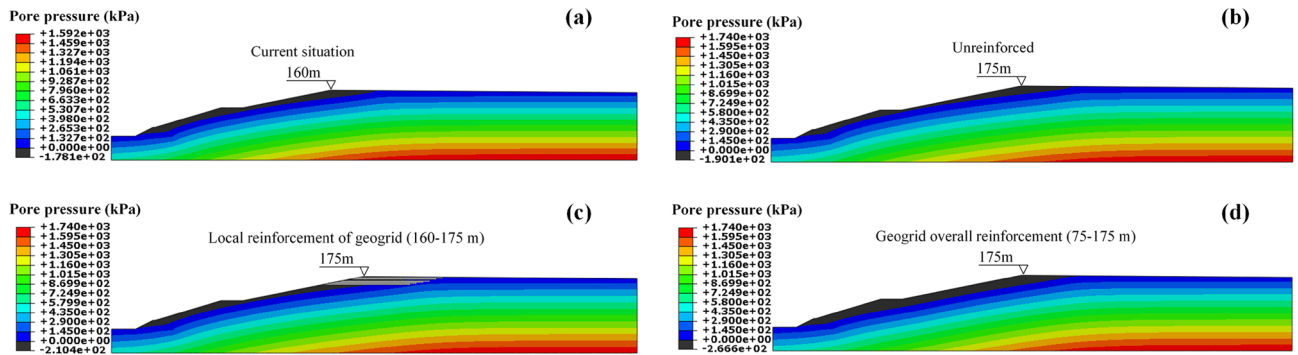 Pore pressure (kPa)
+1.592e+03
+1.459e+03
+1.327e+03
+1.194e+03
+1.061e+03
+9.287e+02
+7.960e+02
+6.633e+02
+5.307e+02
+3.980e+02
+2.653e+02
+1.327e+02
+0.000e+00
-1.781e+02
Current situation
160m
(a)
Pore pressure (kPa)
+1.740e+03
+1.595e+03
+1.450e+03
+1.305e+03
+1.160e+03
+1.015e+03
+8.699e+02
+7.249e+02
+5.800e+02
+4.350e+02
+2.900e+02
+1.450e+02
+0.000e+00
-1.901e+02
Unreinforced
175m
(b)
Pore pressure (kPa)
+1.740e+03
+1.595e+03
+1.450e+03
+1.305e+03
+1.160e+03
+1.015e+03
+8.699e+02
+7.249e+02
+5.799e+02
+4.350e+02
+2.900e+02
+1.450e+02
+0.000e+00
-2.104e+02
Local reinforcement of geogrid (160-175 m)
175m
(c)
Pore pressure (kPa)
+1.740e+03
+1.595e+03
+1.450e+03
+1.305e+03
+1.160e+03
+1.015e+03
+8.699e+02
+7.249e+02
+5.800e+02
+4.350e+02
+2.900e+02
+1.450e+02
+0.000e+00
-2.666e+02
Geogrid overall reinforcement (75-175 m)
175m
(d)